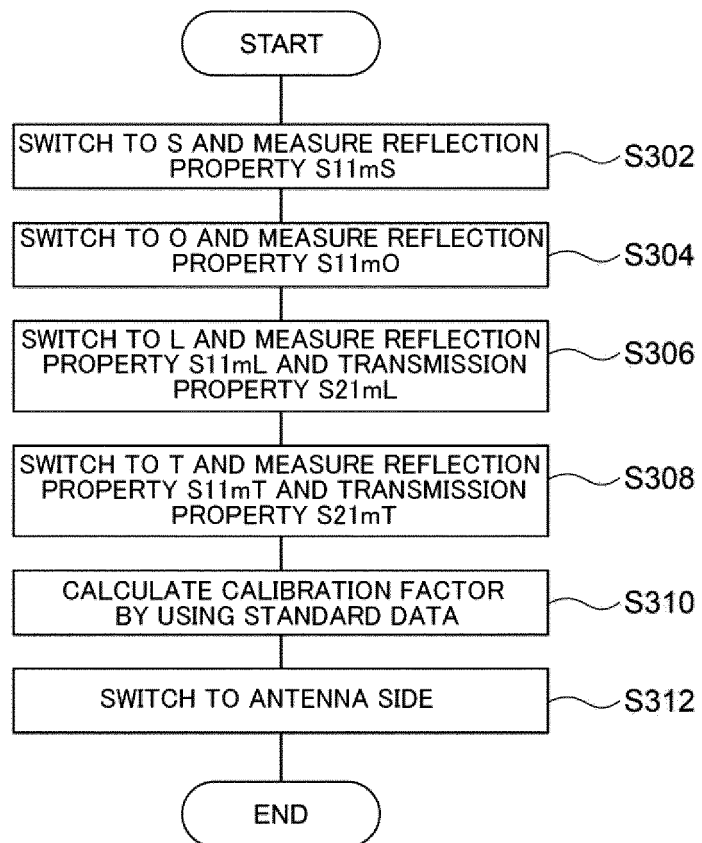 START
SWITCH TO S AND MEASURE REFLECTION
PROPERTY S11mS
S302
SWITCH TO O AND MEASURE REFLECTION
PROPERTY S11mO
S304
SWITCH TO L AND MEASURE REFLECTION
PROPERTY S11mL AND TRANSMISSION
PROPERTY S21mL
S306
SWITCH TO T AND MEASURE REFLECTION
PROPERTY S11mT AND TRANSMISSION
PROPERTY S21mT
S308
CALCULATE CALIBRATION FACTOR
BY USING STANDARD DATA
S310
SWITCH TO ANTENNA SIDE
S312
END